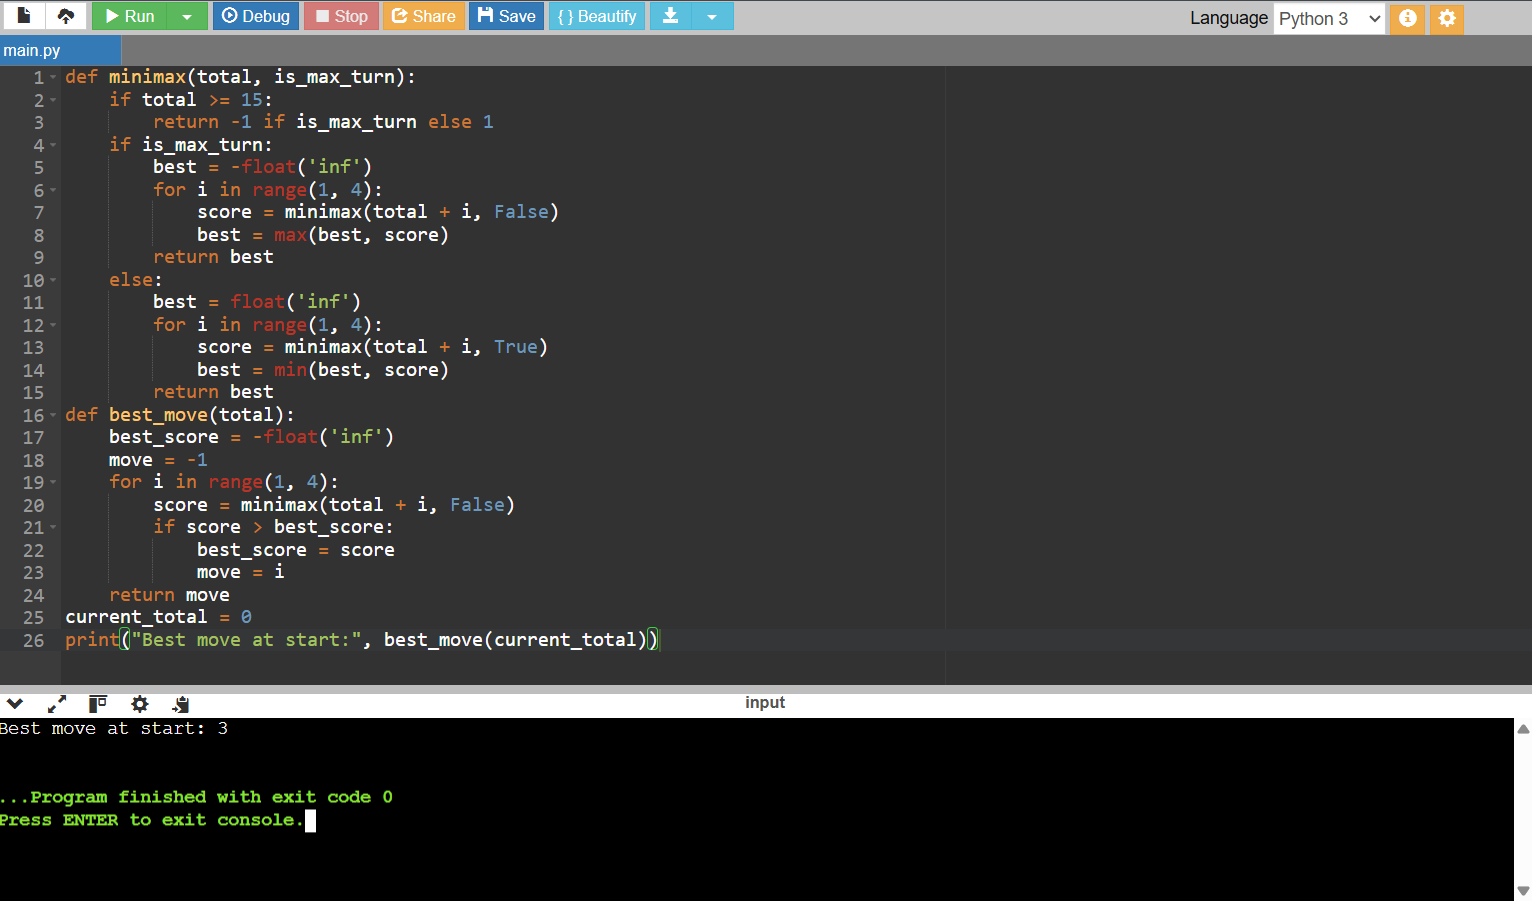 Run Debug Stop Share Save { } Beautify Language Python 3
main.py
1 def minimax(total, is_max_turn):
2     if total >= 15:
3         return -1 if is_max_turn else 1
4     if is_max_turn:
5         best = -float('inf')
6         for i in range(1, 4):
7             score = minimax(total + i, False)
8             best = max(best, score)
9         return best
10     else:
11         best = float('inf')
12         for i in range(1, 4):
13             score = minimax(total + i, True)
14             best = min(best, score)
15         return best
16 def best_move(total):
17     best_score = -float('inf')
18     move = -1
19     for i in range(1, 4):
20         score = minimax(total + i, False)
21         if score > best_score:
22             best_score = score
23             move = i
24     return move
25 current_total = 0
26 print("Best move at start:", best_move(current_total))
input
Best move at start: 3
...Program finished with exit code 0
Press ENTER to exit console.